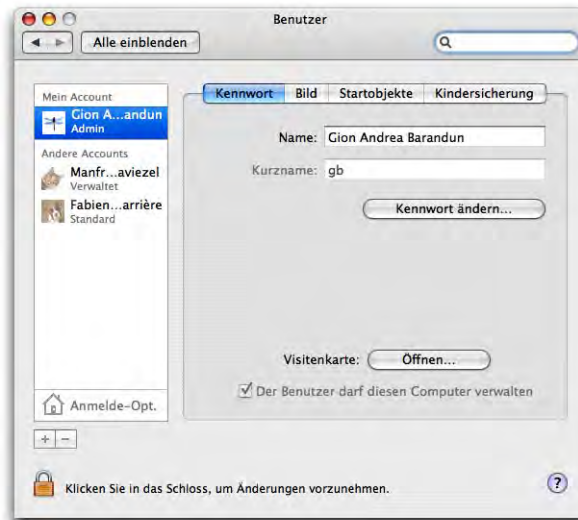 Benutzer
Alle einblenden
Mein Account
Gion A...andun
Admin
Andere Accounts
Manfr...aviezel
Verwaltet
Fabien...arrière
Standard
Anmelde-Opt.
+ −
Kennwort Bild Startobjekte Kindersicherung
Name: Gion Andrea Barandun
Kurzname: gb
Kennwort ändern...
Visitenkarte: Öffnen...
Der Benutzer darf diesen Computer verwalten
Klicken Sie in das Schloss, um Änderungen vorzunehmen.
?